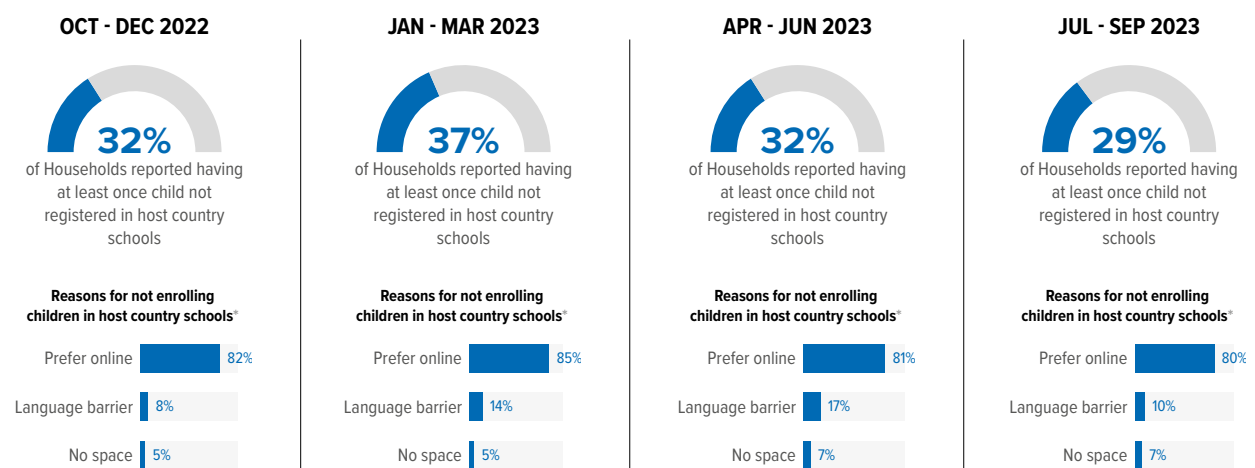 OCT - DEC 2022
32%
of Households reported having
at least once child not
registered in host country
schools
Reasons for not enrolling
children in host country schools*
Prefer online 82%
Language barrier 8%
No space 5%
JAN - MAR 2023
37%
of Households reported having
at least once child not
registered in host country
schools
Reasons for not enrolling
children in host country schools*
Prefer online 85%
Language barrier 14%
No space 5%
APR - JUN 2023
32%
of Households reported having
at least once child not
registered in host country
schools
Reasons for not enrolling
children in host country schools*
Prefer online 81%
Language barrier 17%
No space 7%
JUL - SEP 2023
29%
of Households reported having
at least once child not
registered in host country
schools
Reasons for not enrolling
children in host country schools*
Prefer online 80%
Language barrier 10%
No space 7%